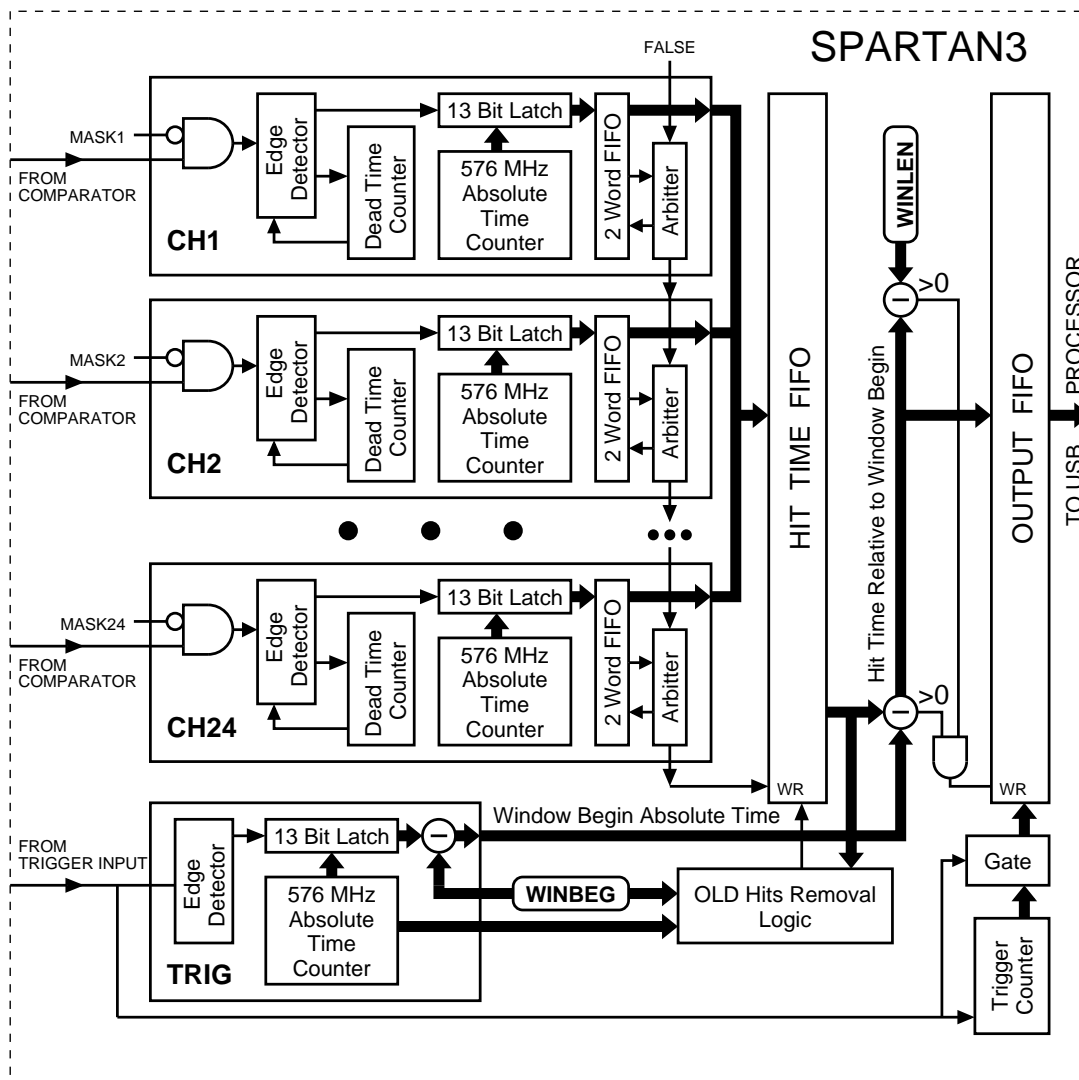 SPARTAN3
FALSE
MASK1
FROM
COMPARATOR
Edge
Detector
Dead Time
Counter
13 Bit Latch
576 MHz
Absolute
Time
Counter
2 Word FIFO
Arbitter
CH1
MASK2
FROM
COMPARATOR
Edge
Detector
Dead Time
Counter
13 Bit Latch
576 MHz
Absolute
Time
Counter
2 Word FIFO
Arbitter
CH2
MASK24
FROM
COMPARATOR
Edge
Detector
Dead Time
Counter
13 Bit Latch
576 MHz
Absolute
Time
Counter
2 Word FIFO
Arbitter
CH24
HIT TIME FIFO
WR
WINLEN
>0
Hit Time Relative to Window Begin
>0
OUTPUT FIFO
WR
TO USB PROCESSOR
FROM
TRIGGER INPUT
Edge
Detector
13 Bit Latch
576 MHz
Absolute
Time
Counter
TRIG
Window Begin Absolute Time
WINBEG
OLD Hits Removal
Logic
Gate
Trigger
Counter